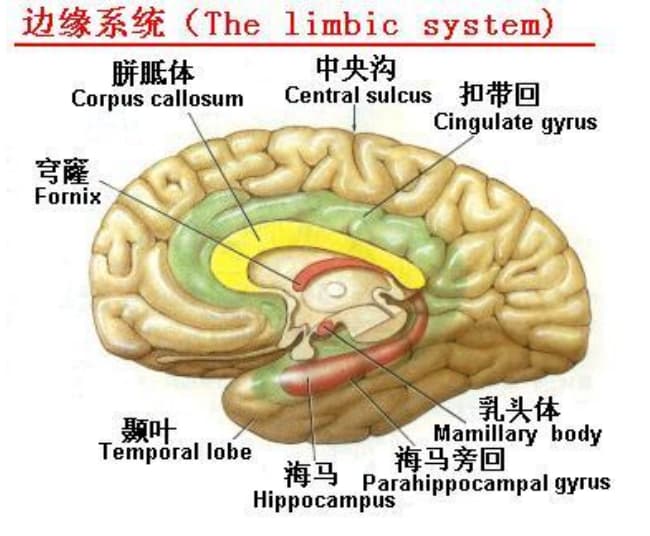 边缘系统（The limbic system)
胼胝体
Corpus callosum
中央沟
Central sulcus
扣带回
Cingulate gyrus
穹窿
Fornix
颞叶
Temporal lobe
海马
Hippocampus
海马旁回
Parahippocampal gyrus
乳头体
Mamillary body